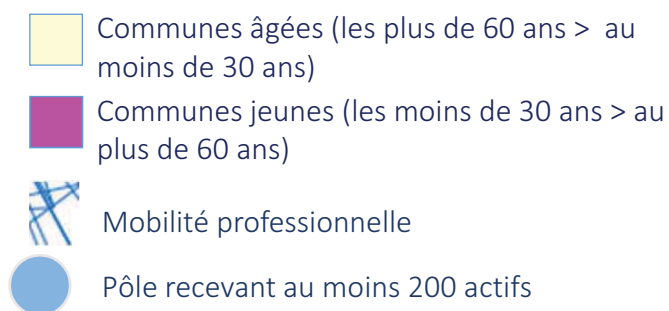 Communes âgées (les plus de 60 ans > au
moins de 30 ans)
Communes jeunes (les moins de 30 ans > au
plus de 60 ans)
Mobilité professionnelle
Pôle recevant au moins 200 actifs